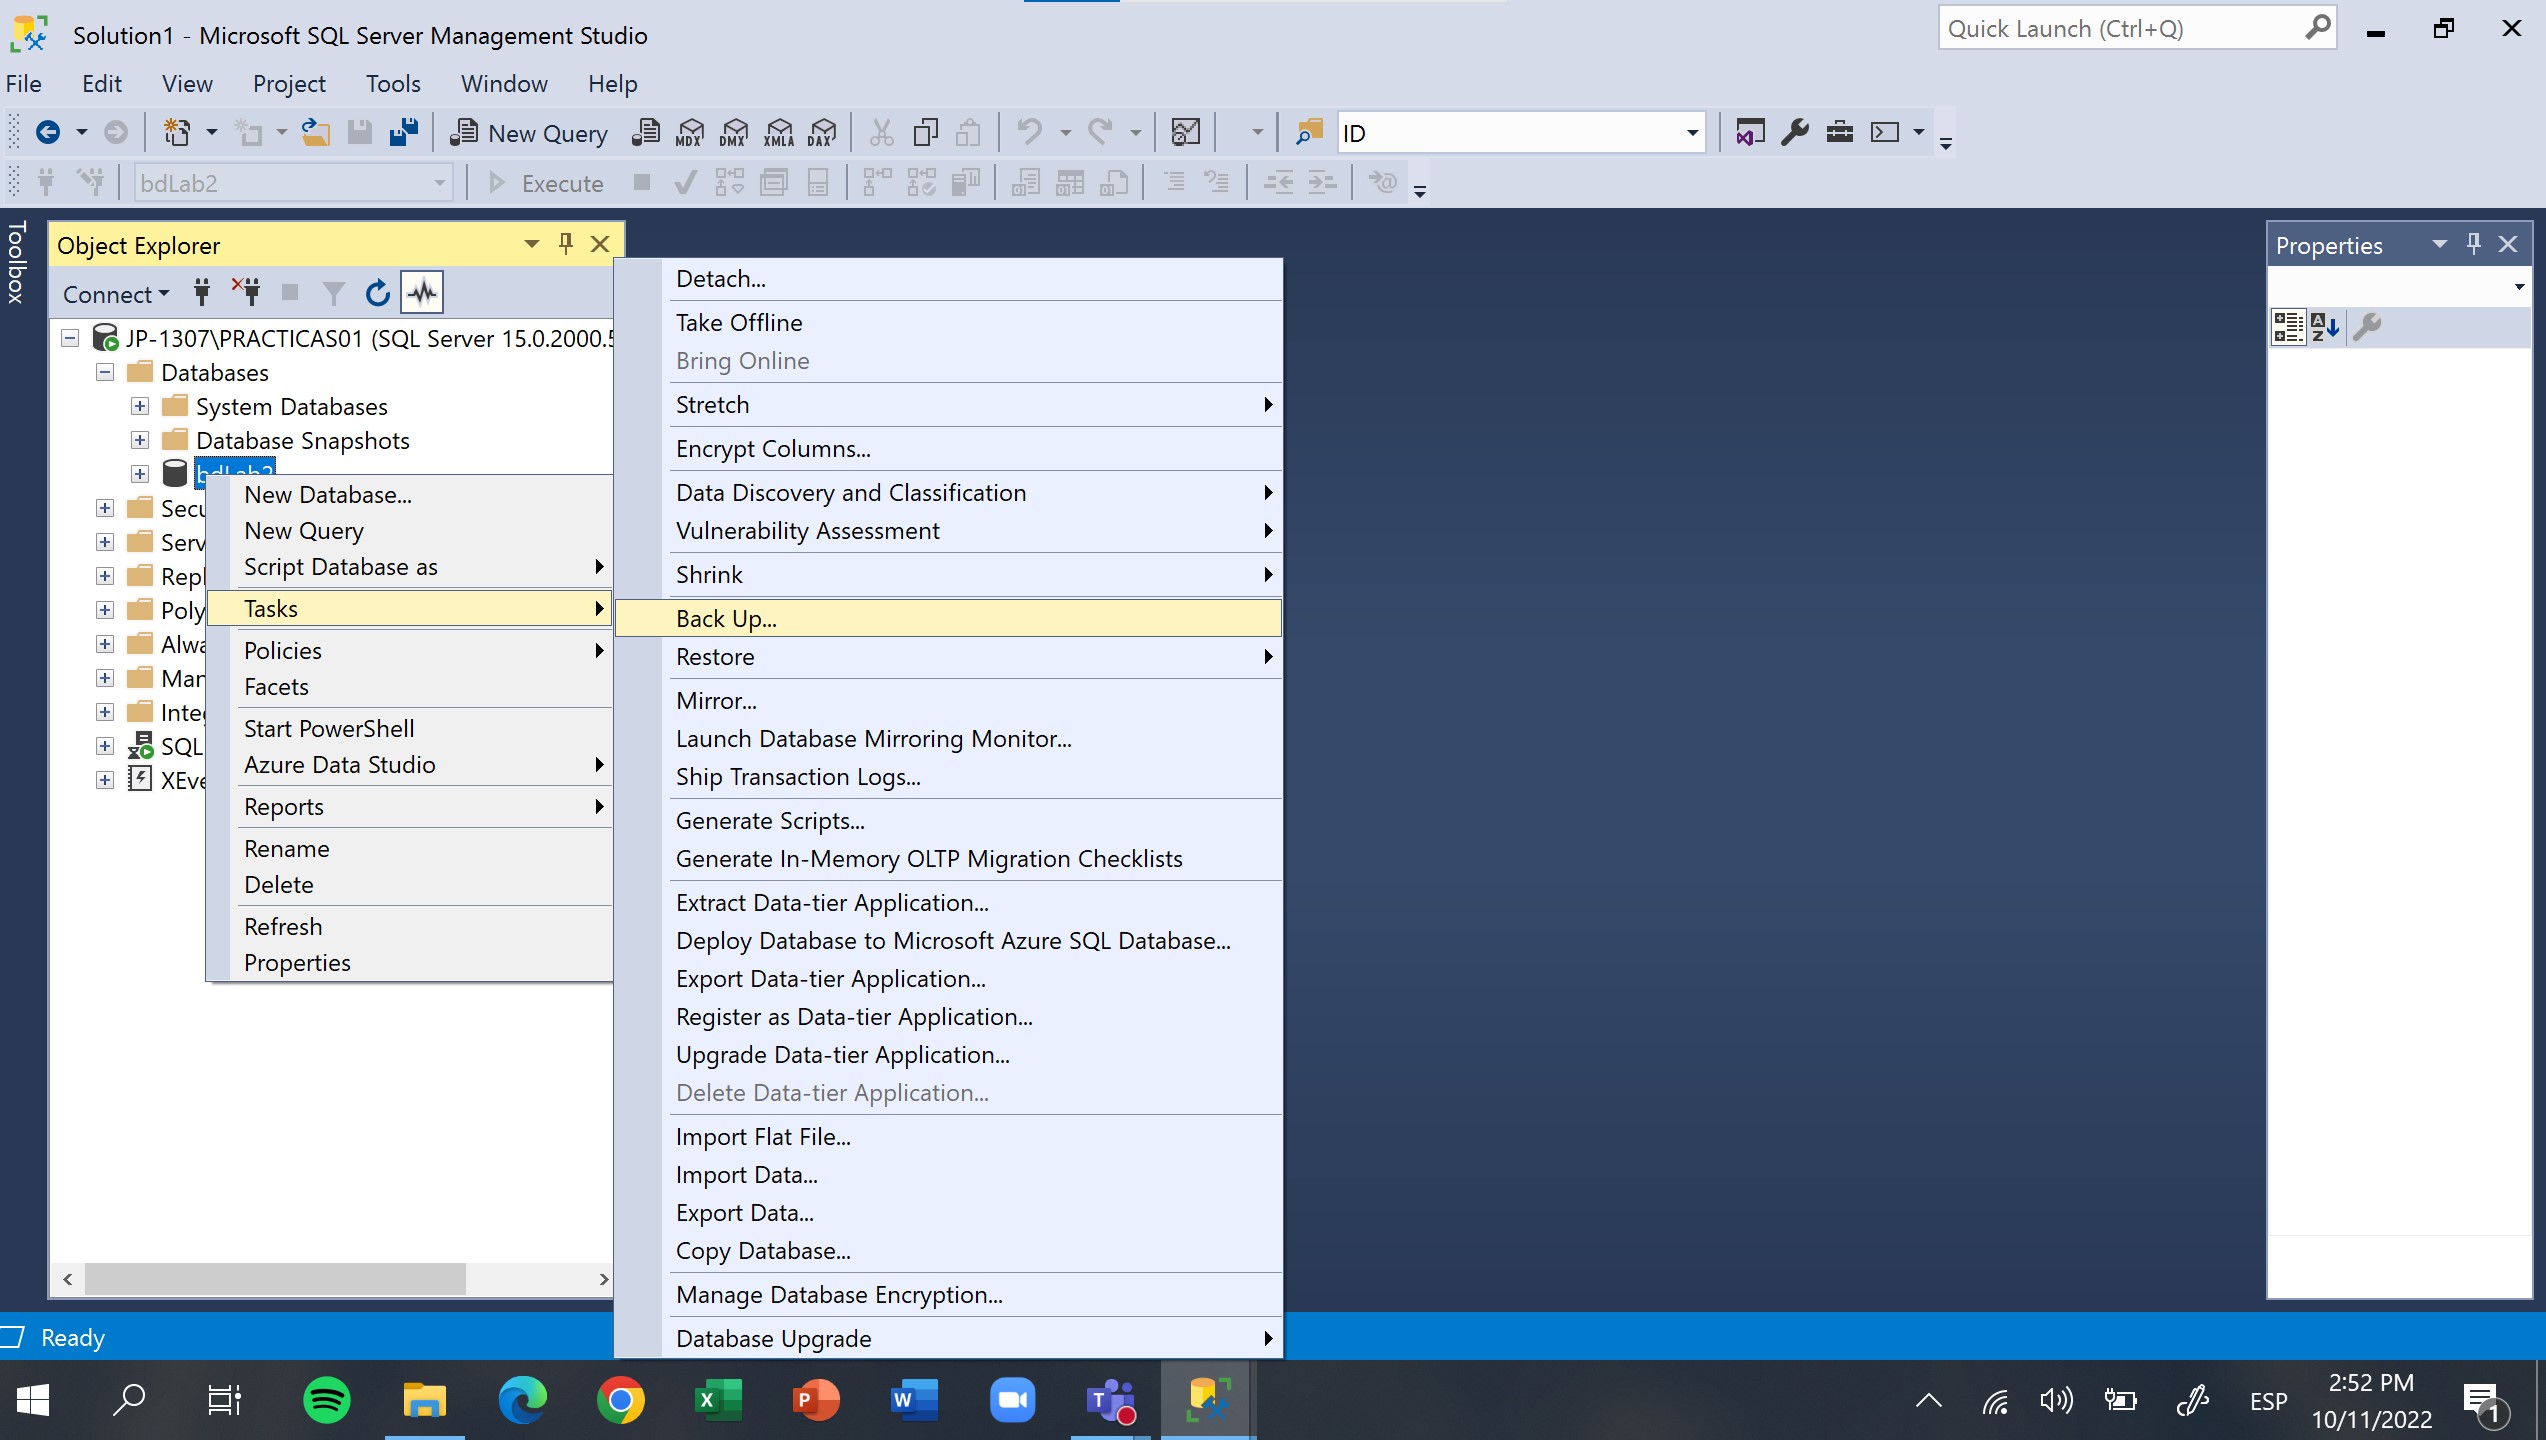 Solution1 - Microsoft SQL Server Management Studio
Quick Launch (Ctrl+Q)
File Edit View Project Tools Window Help
New Query MDX DMX XMLA DAX ID
bdLab2 Execute
Toolbox
Object Explorer
Connect
JP-1307\PRACTICAS01 (SQL Server 15.0.2000.5
Databases
System Databases
Database Snapshots
bdLab2
Secu
Serv
Repl
Poly
Alwa
Man
Integ
SQL
XEve
New Database...
New Query
Script Database as
Tasks
Policies
Facets
Start PowerShell
Azure Data Studio
Reports
Rename
Delete
Refresh
Properties
Detach...
Take Offline
Bring Online
Stretch
Encrypt Columns...
Data Discovery and Classification
Vulnerability Assessment
Shrink
Back Up...
Restore
Mirror...
Launch Database Mirroring Monitor...
Ship Transaction Logs...
Generate Scripts...
Generate In-Memory OLTP Migration Checklists
Extract Data-tier Application...
Deploy Database to Microsoft Azure SQL Database...
Export Data-tier Application...
Register as Data-tier Application...
Upgrade Data-tier Application...
Delete Data-tier Application...
Import Flat File...
Import Data...
Export Data...
Copy Database...
Manage Database Encryption...
Database Upgrade
Properties
Ready
ESP
2:52 PM
10/11/2022
1